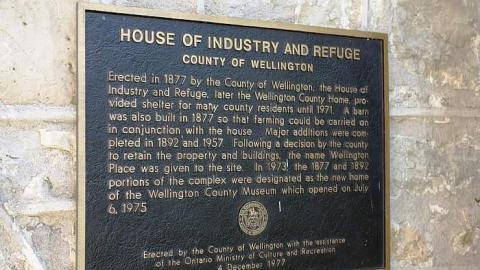 HOUSE OF INDUSTRY AND REFUGE
COUNTY OF WELLINGTON
Erected in 1877 by the County of Wellington, the House of
Industry and Refuge, later the Wellington County Home, pro-
vided shelter for many county residents until 1971. A barn
was also built in 1877 so that farming could be carried on
in conjunction with the house. Major additions were com-
pleted in 1892 and 1957. Following a decision by the county
to retain the property and buildings, the name Wellington
Place was given to the site. In 1973, the 1877 and 1892
portions of the complex were designated as the new home
of the Wellington County Museum which opened on July
6, 1975
Erected by the County of Wellington with the assistance
of the Ontario Ministry of Culture and Recreation
4 December 1977